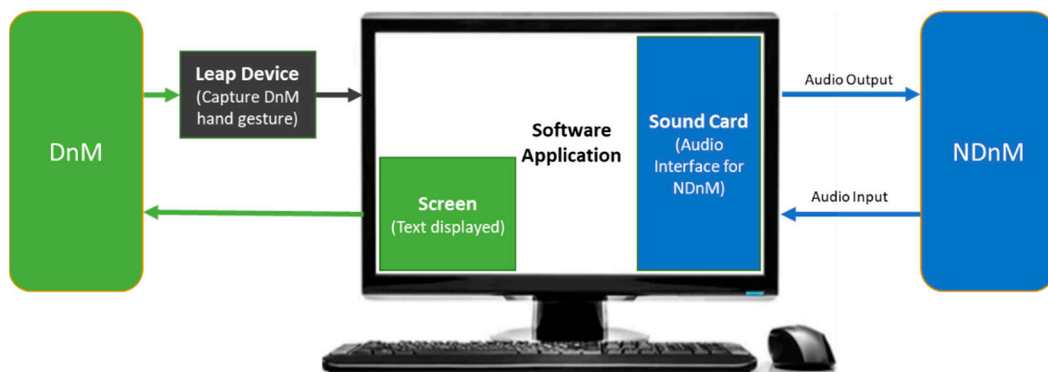 DnM
Leap Device
(Capture DnM
hand gesture)
Screen
(Text displayed)
Software
Application
Sound Card
(Audio
Interface for
NDnM)
Audio Output
Audio Input
NDnM